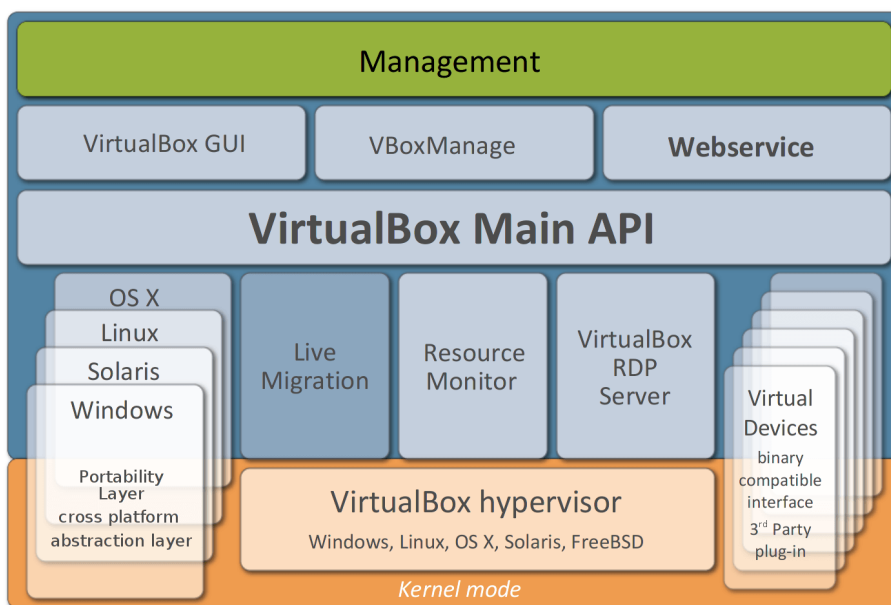 Management
VirtualBox GUI
VBoxManage
Webservice
VirtualBox Main API
OS X
Linux
Solaris
Windows
Portability
Layer
cross platform
abstraction layer
Live
Migration
Resource
Monitor
VirtualBox
RDP
Server
Virtual
Devices
binary
compatible
interface
3rd Party
plug-in
VirtualBox hypervisor
Windows, Linux, OS X, Solaris, FreeBSD
Kernel mode